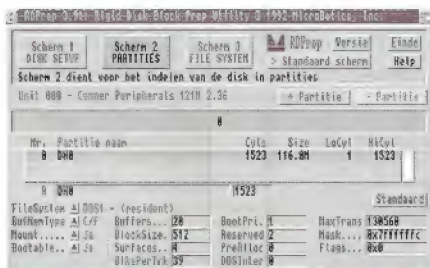 RDPrep 3.90: Rigid Disk Block Prep Utility © 1992 MicroBotics, Inc.
Scherm 1 DISK SETUP
Scherm 2 PARTITIES
Scherm 3 FILE SYSTEM
RDPrep Versie
> Standaard scherm
Einde
Help
Scherm 2 dient voor het indelen van de disk in partities
Unit 000 - Conner Peripherals 121M 2.36
+ Partitie
- Partitie
0
Nr. Partitie naam Cyls Size LoCyl HiCyl
0 DH0 1523 116.0M 1 1523
0 DH0 1523
Standaard
FileSystem DOS1 - (resident)
BufMemType C/F Buffers... 20 BootPri. 1 MaxTrans 130560
Mount..... Ja BlockSize. 512 Reserved 2 Mask.... 0x7ffffffc
Bootable.. Ja Surfaces.. 4 PreAlloc 0 Flags... 0x0
BlksPerTrk 39 DOSInter 0